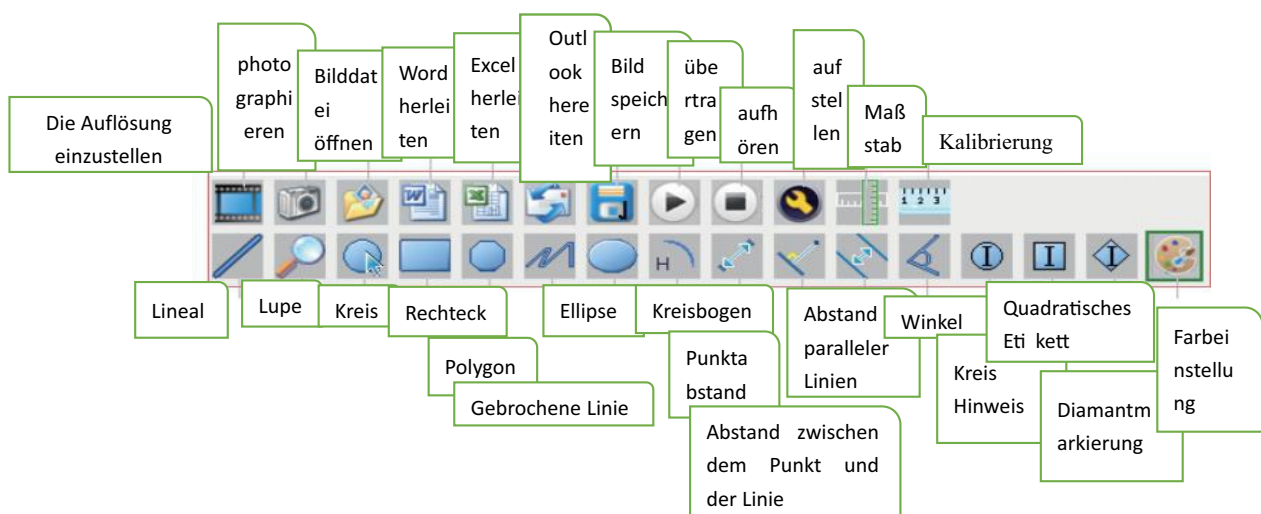 Die Auflösung
einzustellen
photo
graphi
eren
Bilddat
ei
öffnen
Word
herlei
ten
Excel
herlei
ten
Outl
ook
here
iten
Bild
speich
ern
übe
rtra
gen
aufh
ören
auf
stel
len
Maß
stab
Kalibrierung
W
X
1 2 3
H
I
I
I
Lineal
Lupe
Kreis
Rechteck
Polygon
Gebrochene Linie
Ellipse
Kreisbogen
Punkta
bstand
Abstand zwischen
dem Punkt und
der Linie
Abstand
paralleler
Linien
Winkel
Kreis
Hinweis
Quadratisches
Eti kett
Diamantm
arkierung
Farbei
nstellu
ng